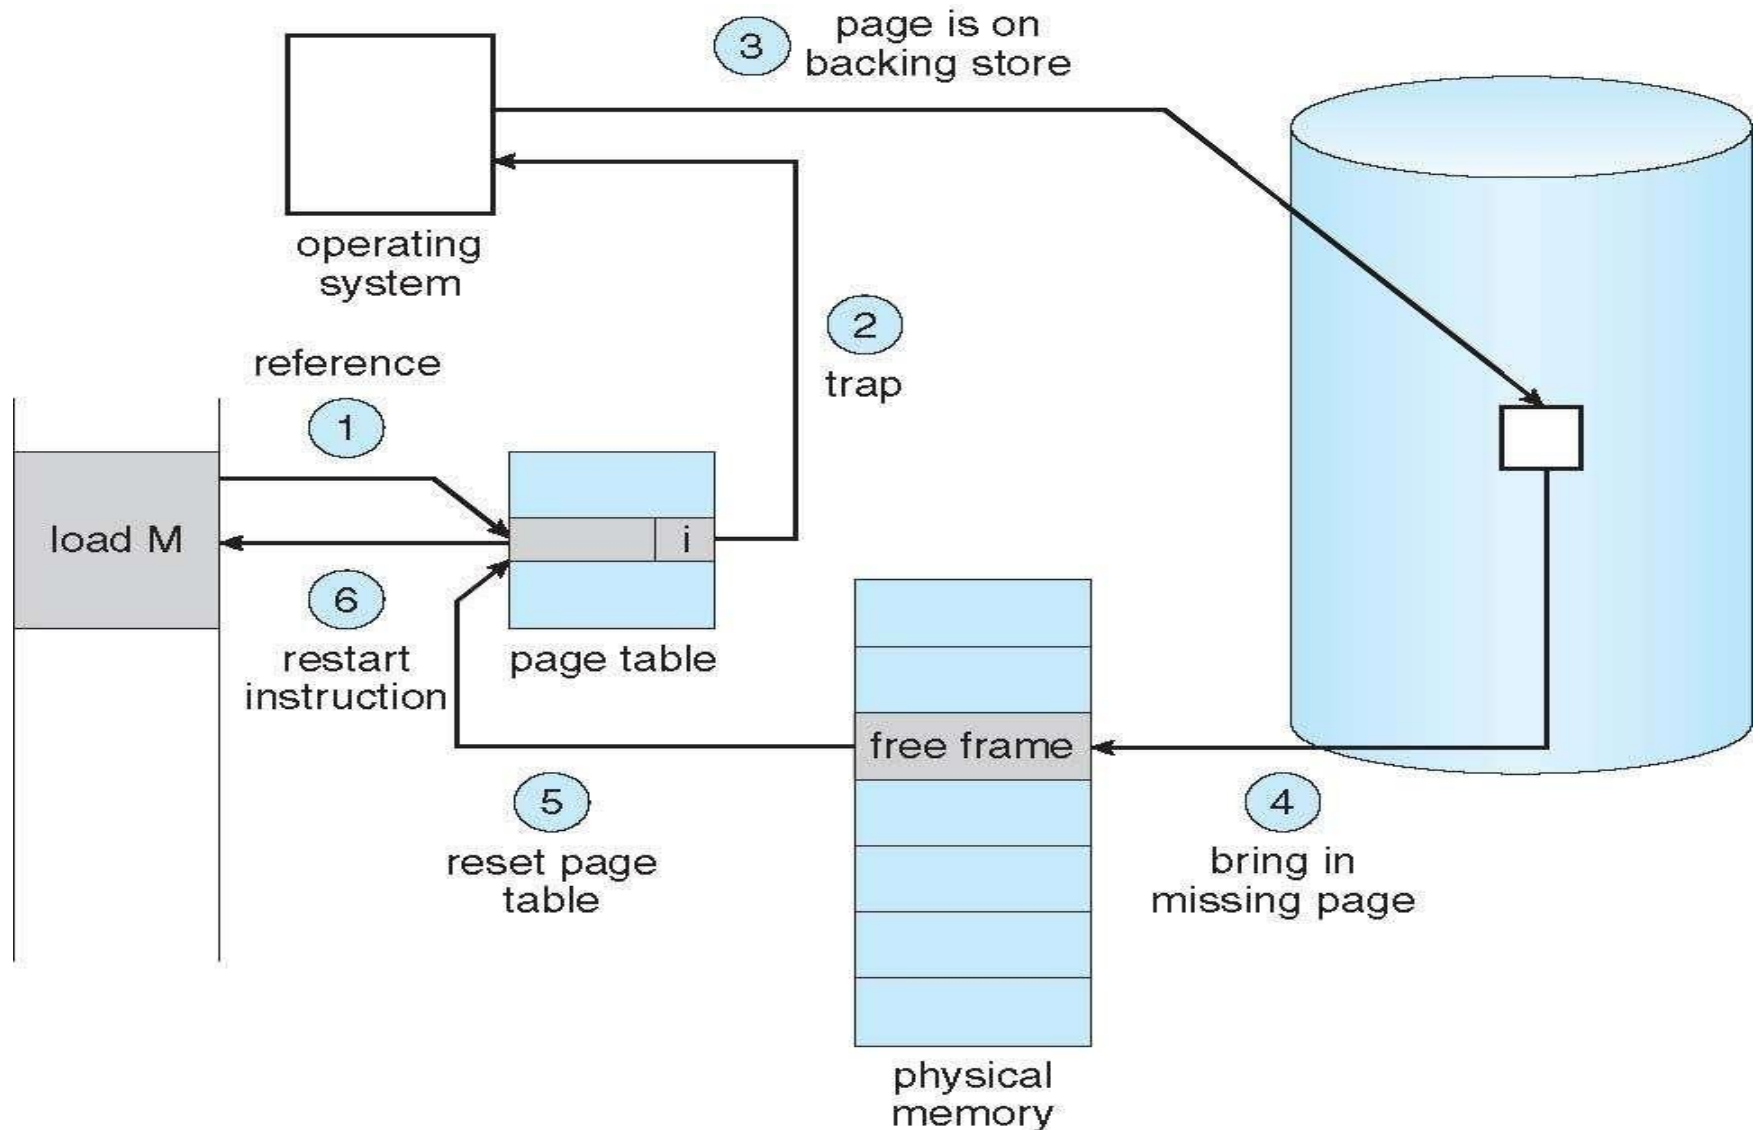 3
page is on
backing store
operating
system
2
trap
reference
1
load M
i
6
restart
instruction
page table
free frame
5
reset page
table
4
bring in
missing page
physical
memory